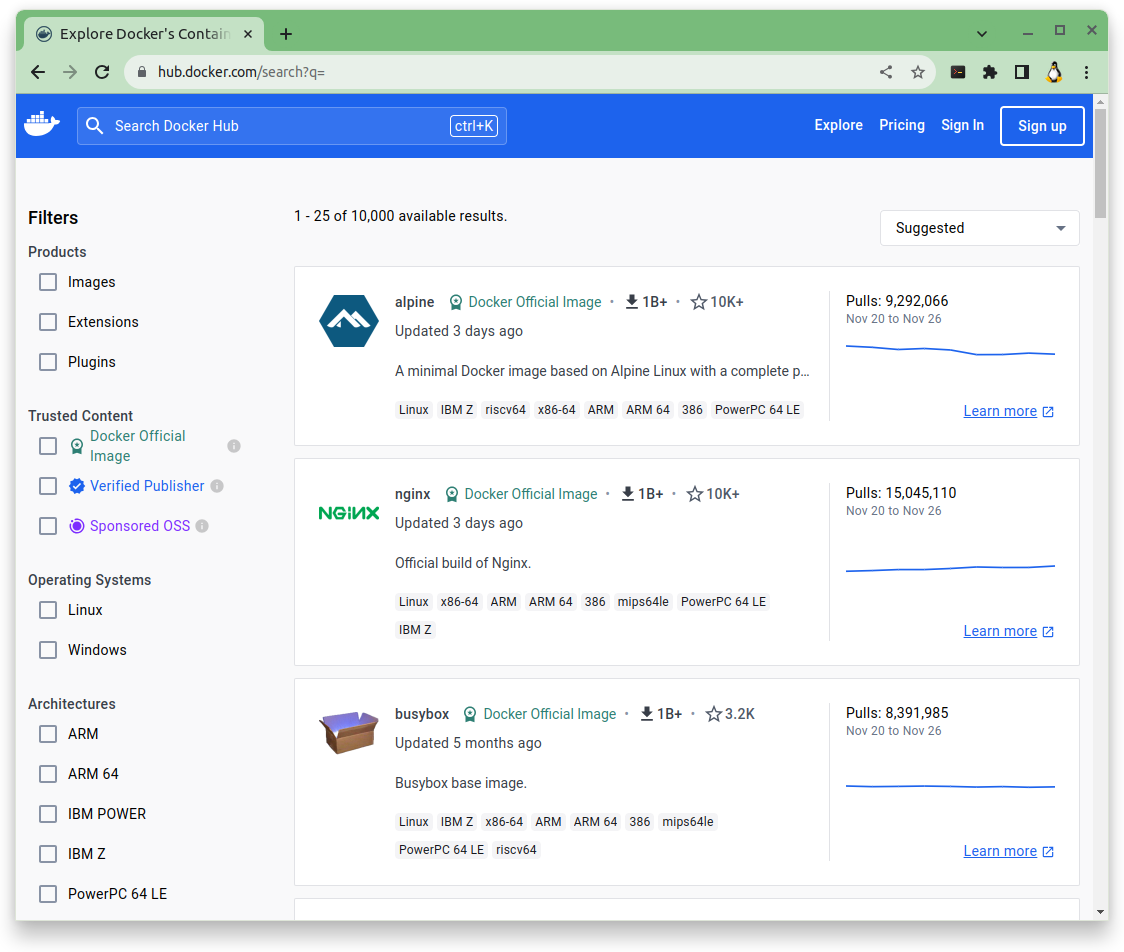 Explore Docker's Contain
hub.docker.com/search?q=
Search Docker Hub ctrl+K Explore Pricing Sign In Sign up
Filters
Products
Images
Extensions
Plugins
Trusted Content
Docker Official
Image
Verified Publisher
Sponsored OSS
Operating Systems
Linux
Windows
Architectures
ARM
ARM 64
IBM POWER
IBM Z
PowerPC 64 LE
1 - 25 of 10,000 available results.
Suggested
alpine Docker Official Image • 1B+ • 10K+
Updated 3 days ago
A minimal Docker image based on Alpine Linux with a complete p…
Linux IBM Z riscv64 x86-64 ARM ARM 64 386 PowerPC 64 LE
Pulls: 9,292,066
Nov 20 to Nov 26
Learn more
NGINX
nginx Docker Official Image • 1B+ • 10K+
Updated 3 days ago
Official build of Nginx.
Linux x86-64 ARM ARM 64 386 mips64le PowerPC 64 LE
IBM Z
Pulls: 15,045,110
Nov 20 to Nov 26
Learn more
busybox Docker Official Image • 1B+ • 3.2K
Updated 5 months ago
Busybox base image.
Linux IBM Z x86-64 ARM ARM 64 386 mips64le
PowerPC 64 LE riscv64
Pulls: 8,391,985
Nov 20 to Nov 26
Learn more